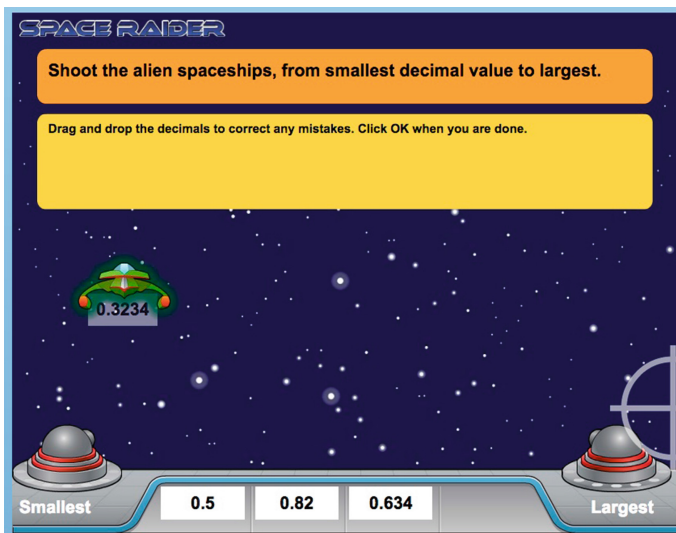 SPACE RAIDER
Shoot the alien spaceships, from smallest decimal value to largest.
Drag and drop the decimals to correct any mistakes. Click OK when you are done.
0.3234
Smallest 0.5 0.82 0.634 Largest